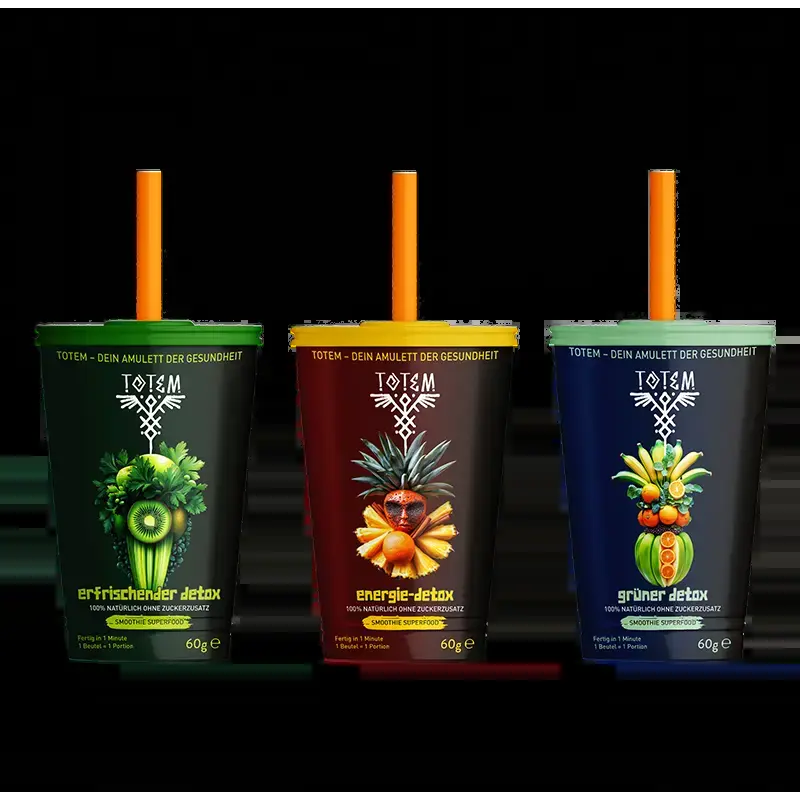 TOTEM – DEIN AMULETT DER GESUNDHEIT
TOTEM
erfrischender detox
100% NATÜRLICH OHNE ZUCKERZUSATZ
SMOOTHIE SUPERFOOD
Fertig in 1 Minute
1 Beutel = 1 Portion
60g ℮
TOTEM – DEIN AMULETT DER GESUNDHEIT
TOTEM
energie-detox
100% NATÜRLICH OHNE ZUCKERZUSATZ
SMOOTHIE SUPERFOOD
Fertig in 1 Minute
1 Beutel = 1 Portion
60g ℮
TOTEM – DEIN AMULETT DER GESUNDHEIT
TOTEM
grüner detox
100% NATÜRLICH OHNE ZUCKERZUSATZ
SMOOTHIE SUPERFOOD
Fertig in 1 Minute
1 Beutel = 1 Portion
60g ℮